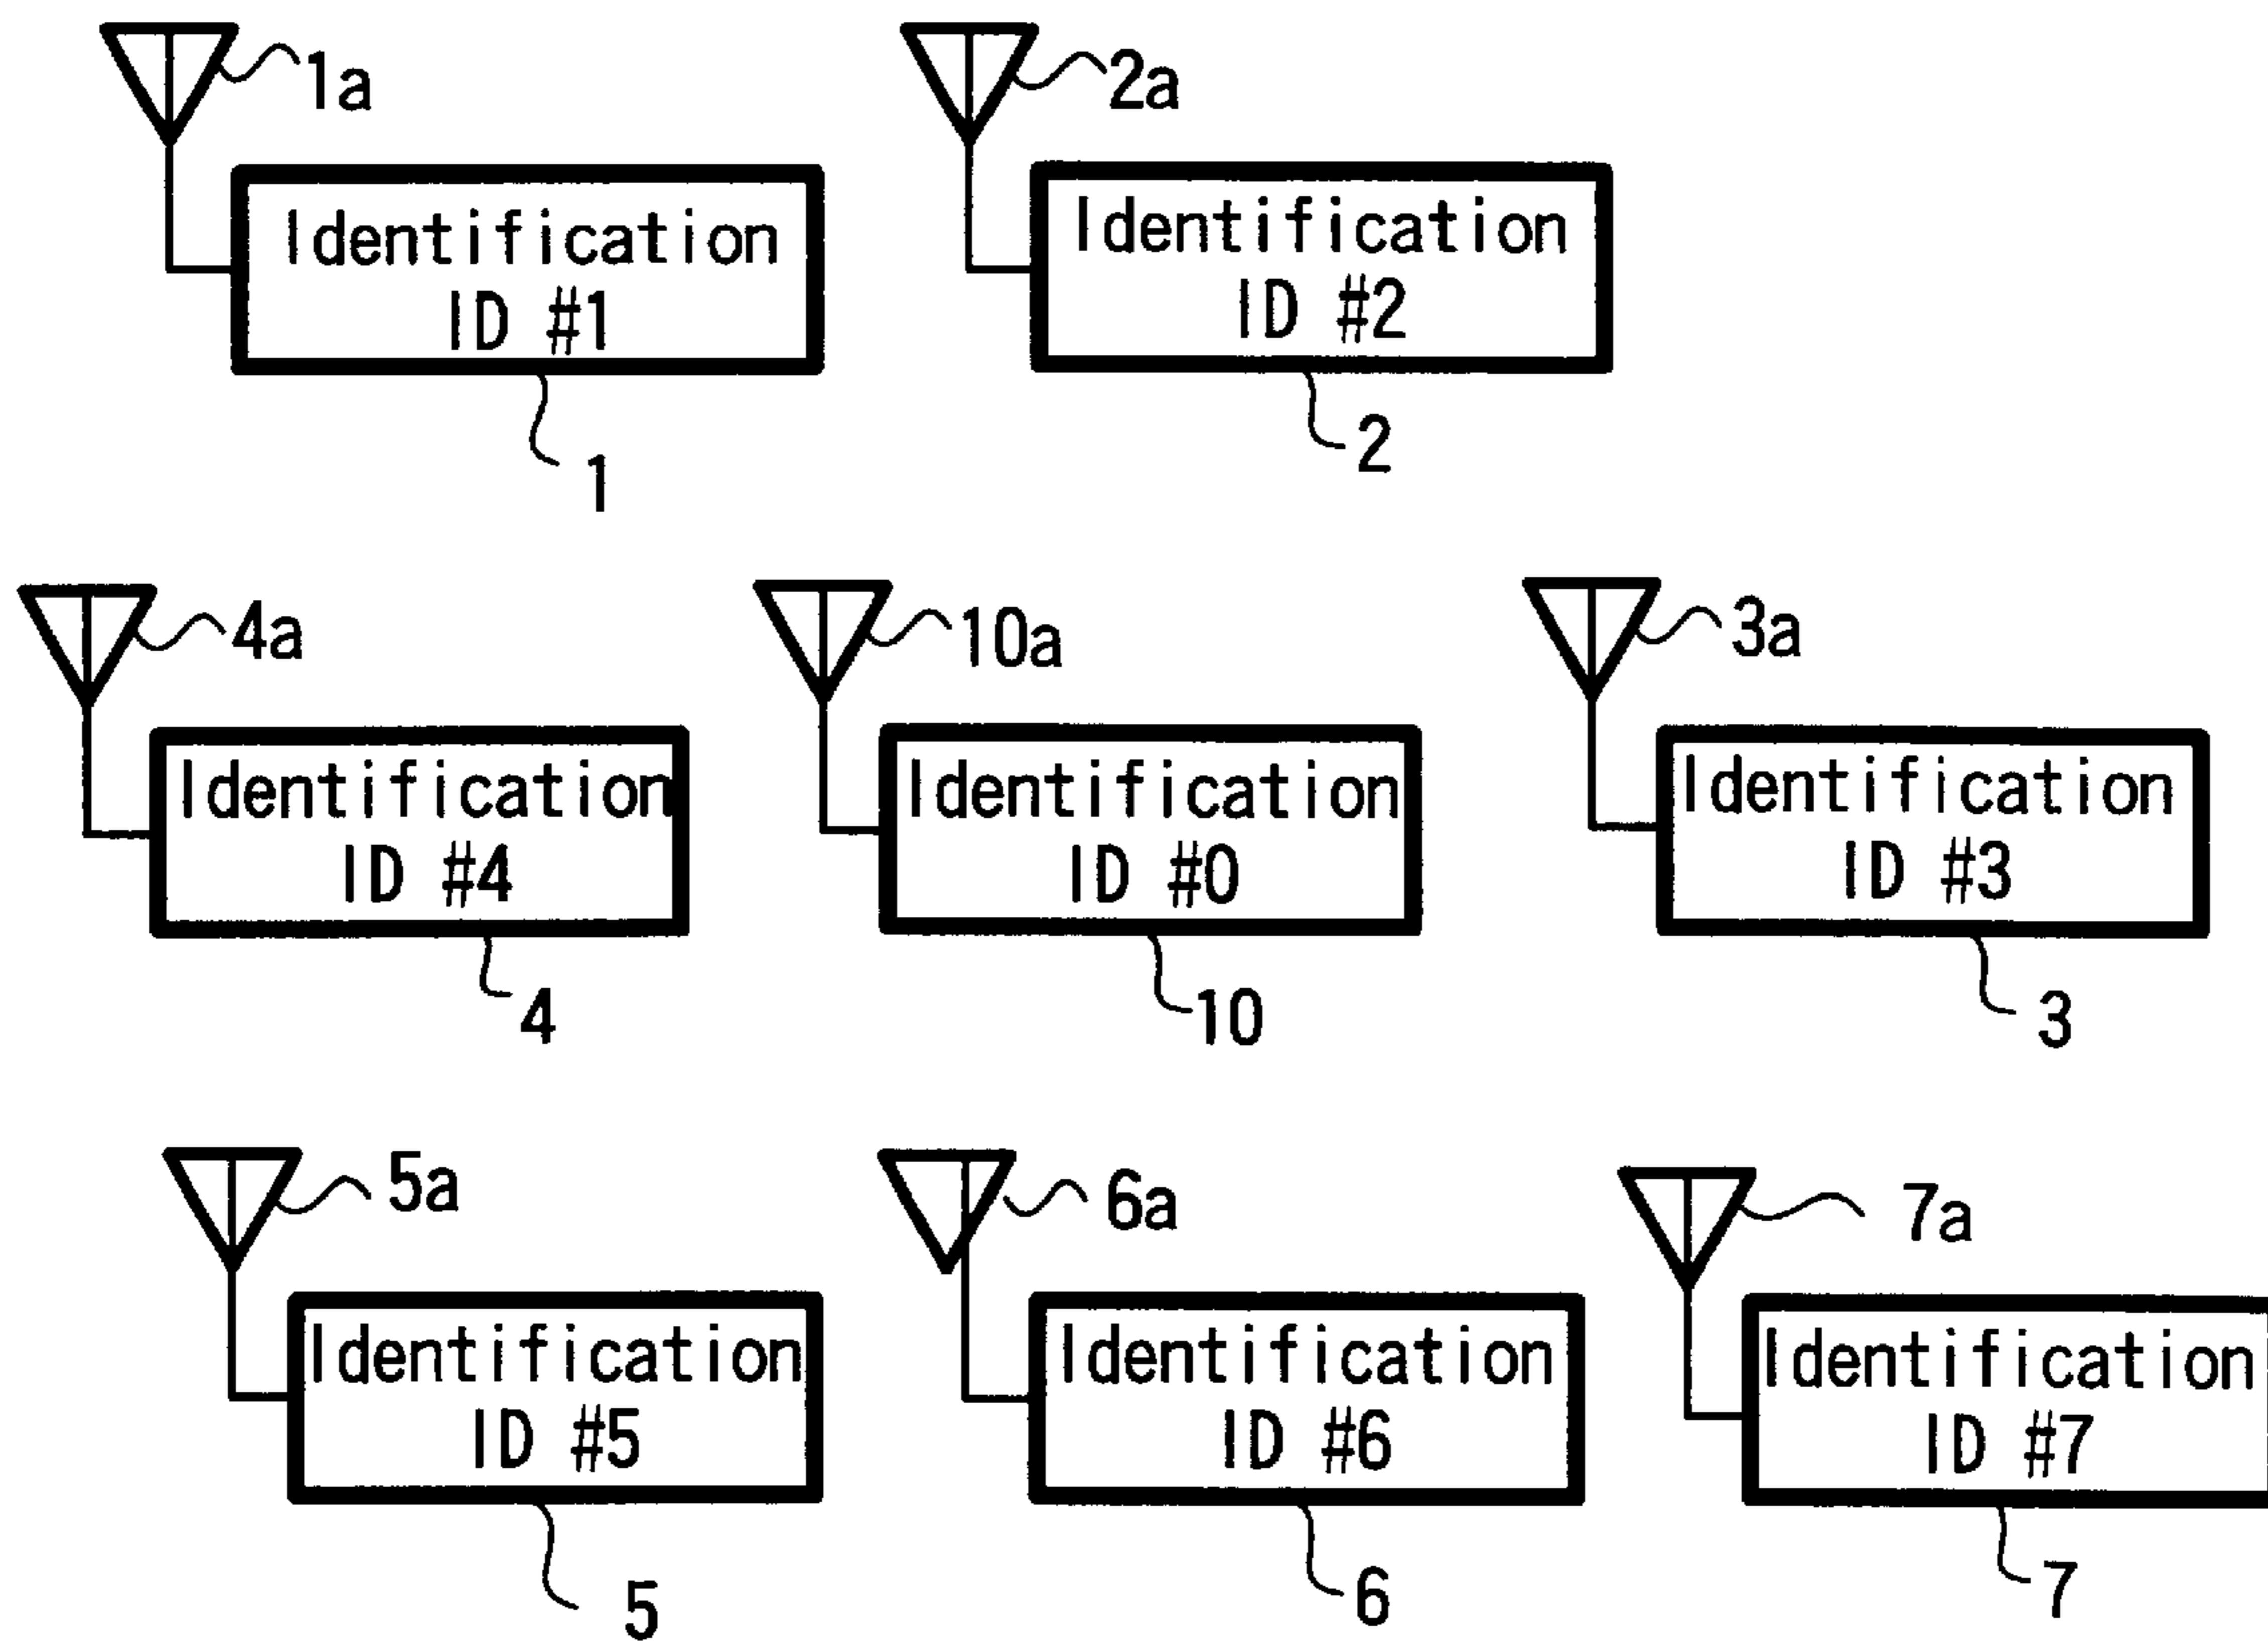 1a
2a
Identification
ID #1
Identification
ID #2
1
2
4a
10a
3a
Identification
ID #4
Identification
ID #0
Identification
ID #3
4
10
3
5a
6a
7a
Identification
ID #5
Identification
ID #6
Identification
ID #7
5
6
7